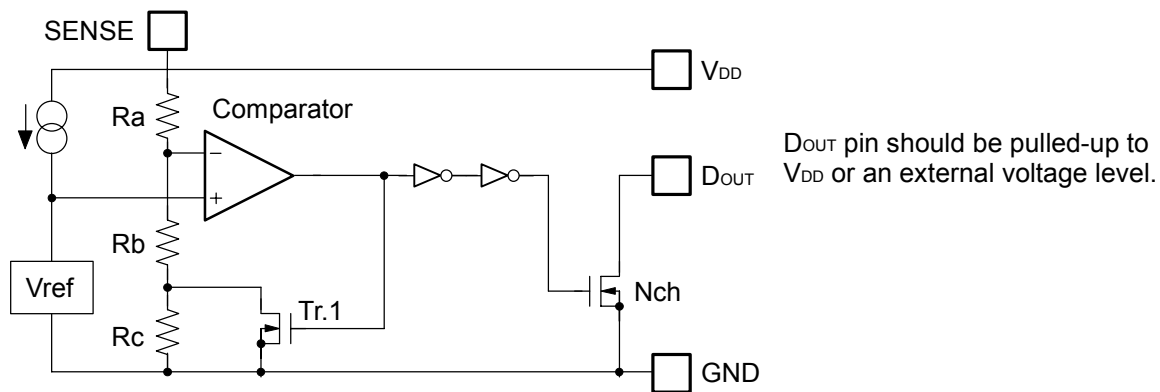 SENSE
VDD
Ra
Comparator
−
+
DOUT
DOUT pin should be pulled-up to
VDD or an external voltage level.
Rb
Vref
Nch
Tr.1
Rc
GND